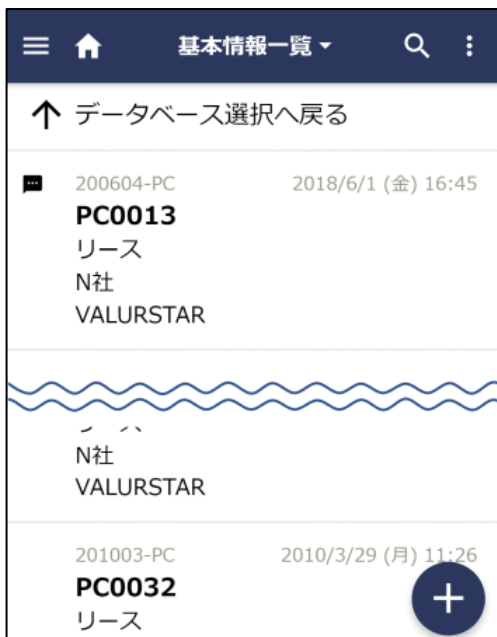 基本情報一覧
データベース選択へ戻る
200604-PC 2018/6/1 (金) 16:45
PC0013
リース
N社
VALURSTAR
N社
VALURSTAR
201003-PC 2010/3/29 (月) 11:26
PC0032
リース